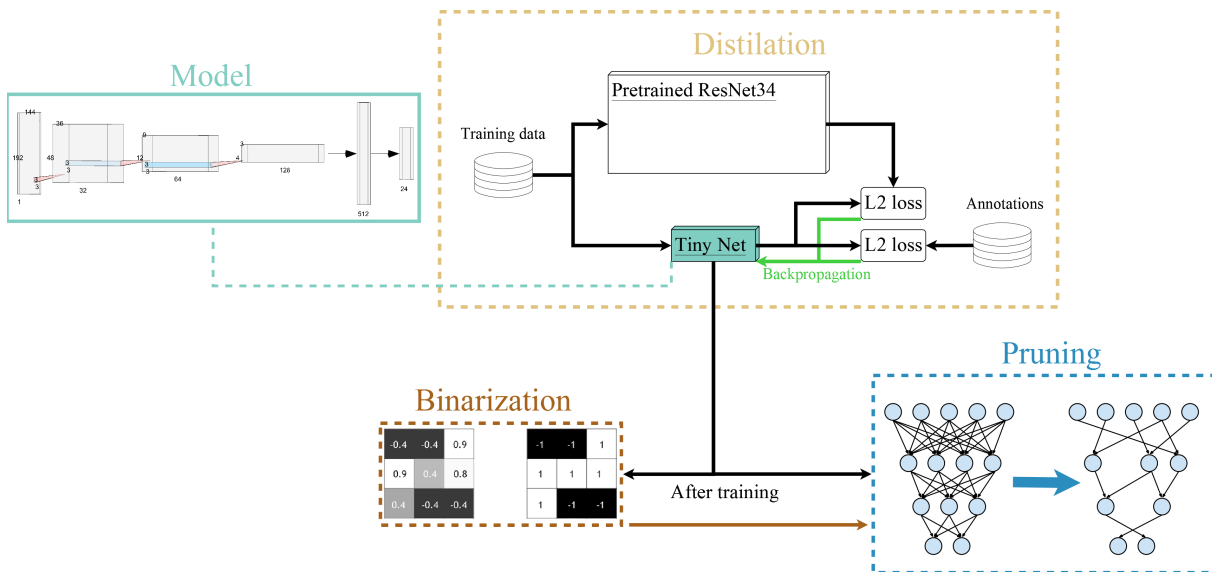 Distilation
Model
Pretrained ResNet34
Training data
144
192
3
3
1
36
48
3
3
32
9
12
3
3
64
3
4
128
512
24
L2 loss
Annotations
Tiny Net
L2 loss
Backpropagation
Pruning
Binarization
-0.4 -0.4 0.9
0.9 0.4 0.8
0.4 -0.4 -0.4
-1 -1 1
1 1 1
1 -1 -1
After training